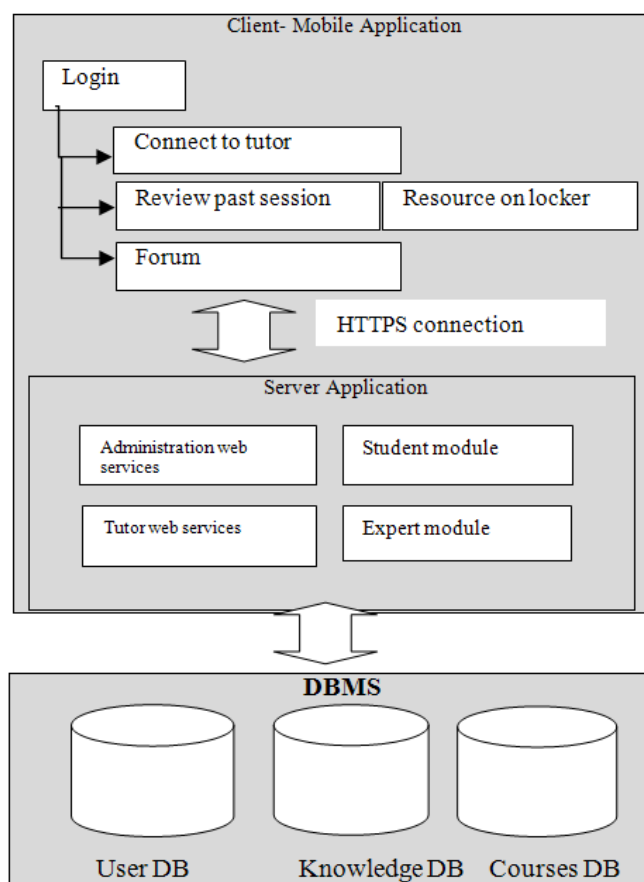 Client- Mobile Application
Login
Connect to tutor
Review past session
Resource on locker
Forum
HTTPS connection
Server Application
Administration web
services
Student module
Tutor web services
Expert module
DBMS
User DB
Knowledge DB
Courses DB